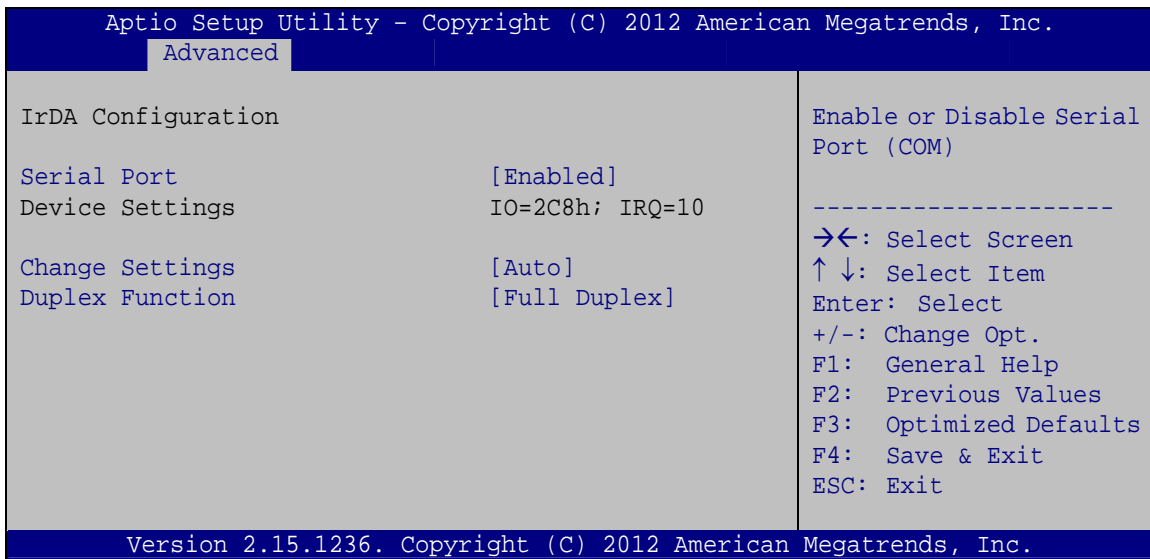 Aptio Setup Utility – Copyright (C) 2012 American Megatrends, Inc.
Advanced
IrDA Configuration
Serial Port [Enabled]
Device Settings IO=2C8h; IRQ=10
Change Settings [Auto]
Duplex Function [Full Duplex]
Enable or Disable Serial
Port (COM)
---------------------
→←: Select Screen
↑ ↓: Select Item
Enter: Select
+/-: Change Opt.
F1: General Help
F2: Previous Values
F3: Optimized Defaults
F4: Save & Exit
ESC: Exit
Version 2.15.1236. Copyright (C) 2012 American Megatrends, Inc.